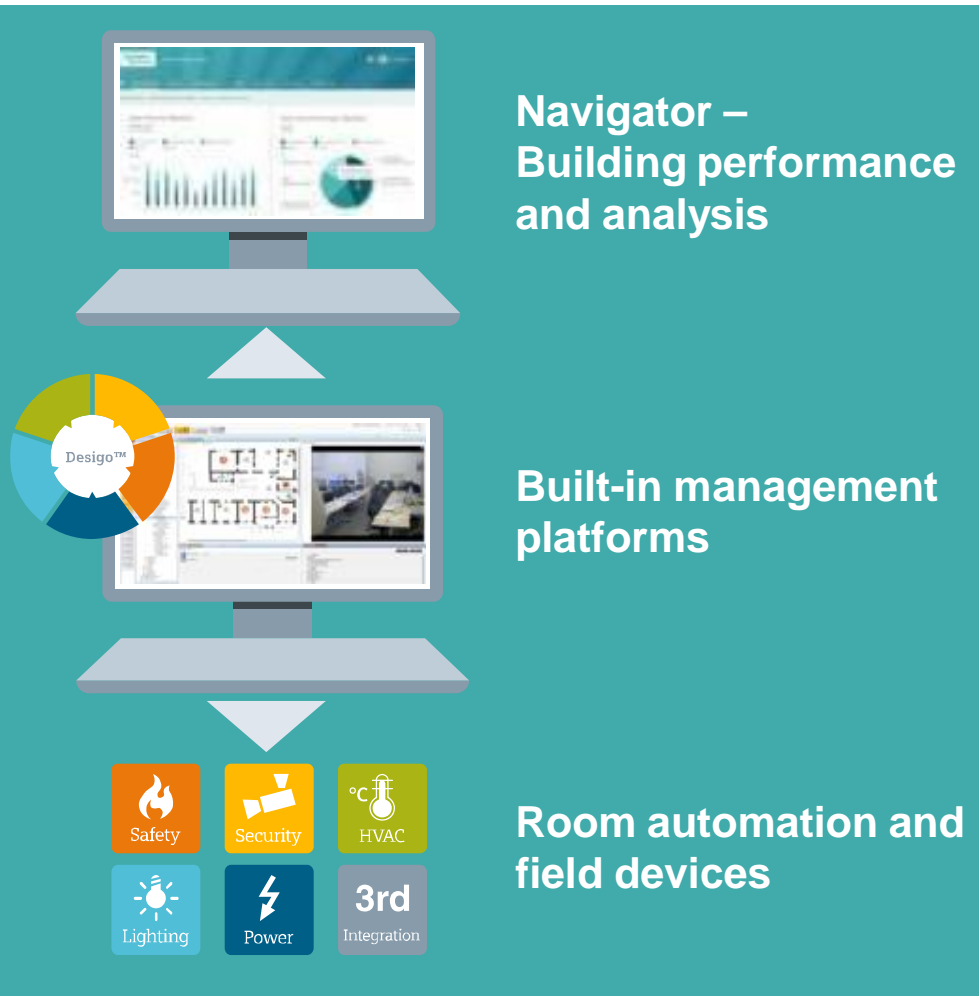 Navigator –
Building performance
and analysis
Desigo™
Built-in management
platforms
Safety
Security
°C
HVAC
Room automation and
field devices
Lighting
Power
3rd
Integration